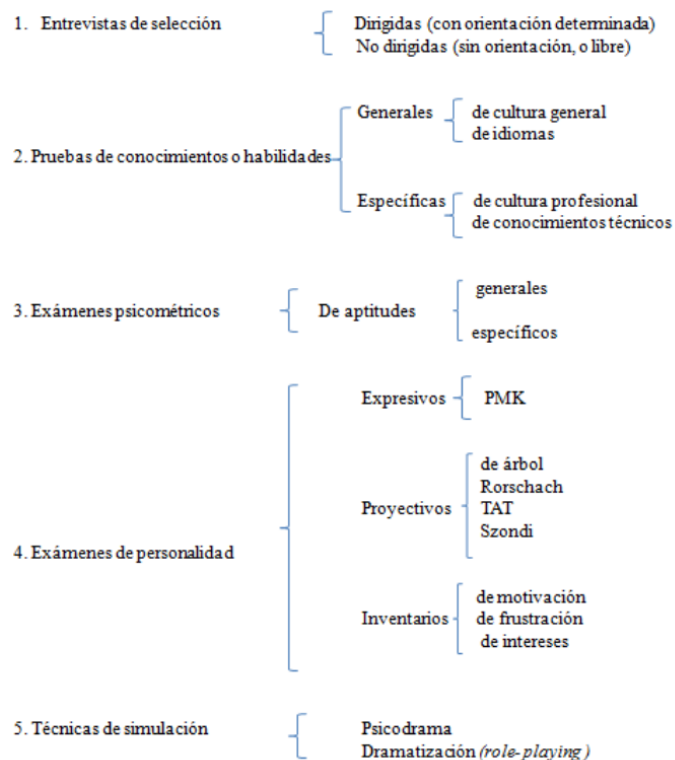 1. Entrevistas de selección
Dirigidas (con orientación determinada)
No dirigidas (sin orientación, o libre)
2. Pruebas de conocimientos o habilidades
Generales
de cultura general
de idiomas
Específicas
de cultura profesional
de conocimientos técnicos
3. Exámenes psicométricos
De aptitudes
generales
específicos
4. Exámenes de personalidad
Expresivos
PMK
Proyectivos
de árbol
Rorschach
TAT
Szondi
Inventarios
de motivación
de frustración
de intereses
5. Técnicas de simulación
Psicodrama
Dramatización (role-playing )